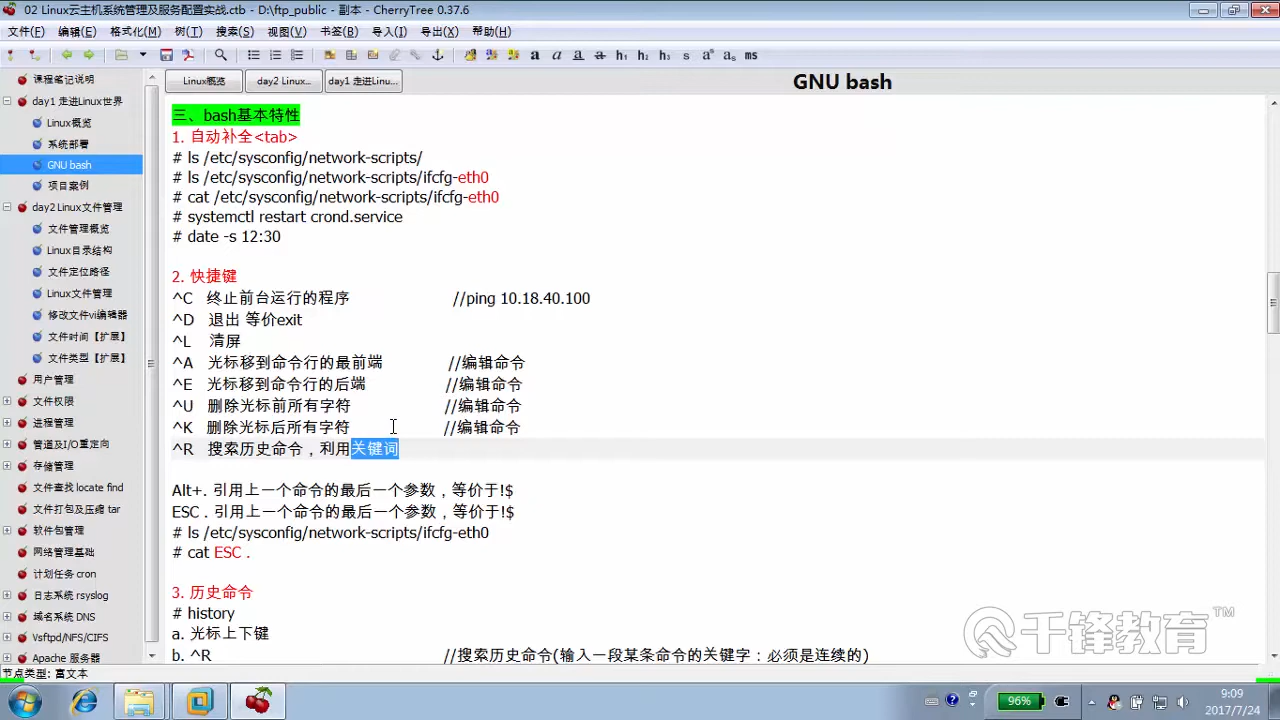 02 Linux云主机系统管理及服务配置实战.ctb - D:\ftp_public - 副本 - CherryTree 0.37.6
文件(F) 编辑(E) 格式化(M) 树(T) 搜索(S) 视图(V) 书签(B) 导入(I) 导出(X) 帮助(H)
a a a a h₁ h₂ h₃ s aˢ aₛ ms
课程笔记说明
day1 走进Linux世界
Linux概览
系统部署
GNU bash
项目案例
day2 Linux文件管理
文件管理概览
Linux目录结构
文件定位路径
Linux文件管理
修改文件vi编辑器
文件时间【扩展】
文件类型【扩展】
用户管理
文件权限
进程管理
管道及I/O重定向
存储管理
文件查找 locate find
文件打包及压缩 tar
软件包管理
网络管理基础
计划任务 cron
日志系统 rsyslog
域名系统 DNS
Vsftpd/NFS/CIFS
Apache 服务器
Linux概览 day2 Linux... day1 走进Linu...
GNU bash
三、bash基本特性
1. 自动补全<tab>
# ls /etc/sysconfig/network-scripts/
# ls /etc/sysconfig/network-scripts/ifcfg-eth0
# cat /etc/sysconfig/network-scripts/ifcfg-eth0
# systemctl restart crond.service
# date -s 12:30
2. 快捷键
^C 终止前台运行的程序 //ping 10.18.40.100
^D 退出 等价exit
^L 清屏
^A 光标移到命令行的最前端 //编辑命令
^E 光标移到命令行的后端 //编辑命令
^U 删除光标前所有字符 //编辑命令
^K 删除光标后所有字符 //编辑命令
^R 搜索历史命令，利用关键词
Alt+. 引用上一个命令的最后一个参数，等价于!$
ESC . 引用上一个命令的最后一个参数，等价于!$
# ls /etc/sysconfig/network-scripts/ifcfg-eth0
# cat ESC .
3. 历史命令
# history
a. 光标上下键
b. ^R //搜索历史命令(输入一段某条命令的关键字：必须是连续的)
千锋教育™
节点类型: 富文本
96%
9:09
2017/7/24